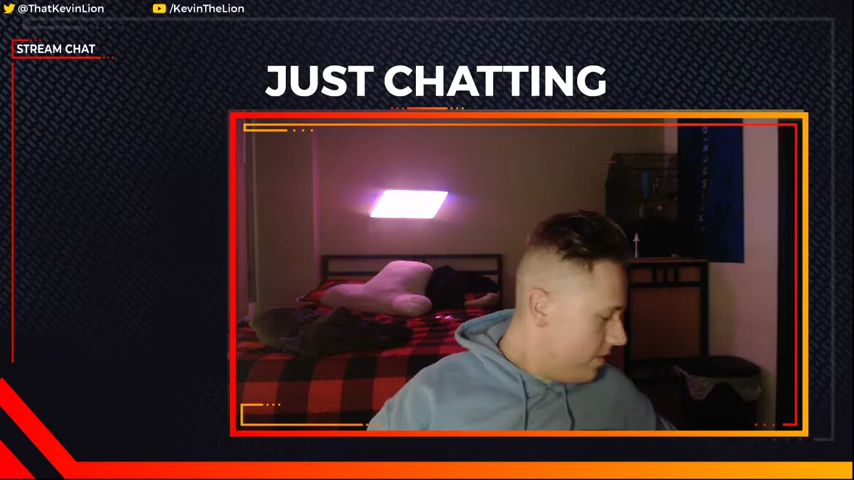 @ThatKevinLion
/KevinTheLion
STREAM CHAT
JUST CHATTING